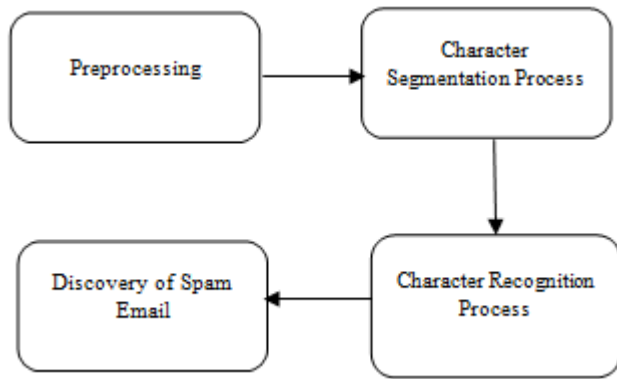 Preprocessing
Character
Segmentation Process
Character Recognition
Process
Discovery of Spam
Email